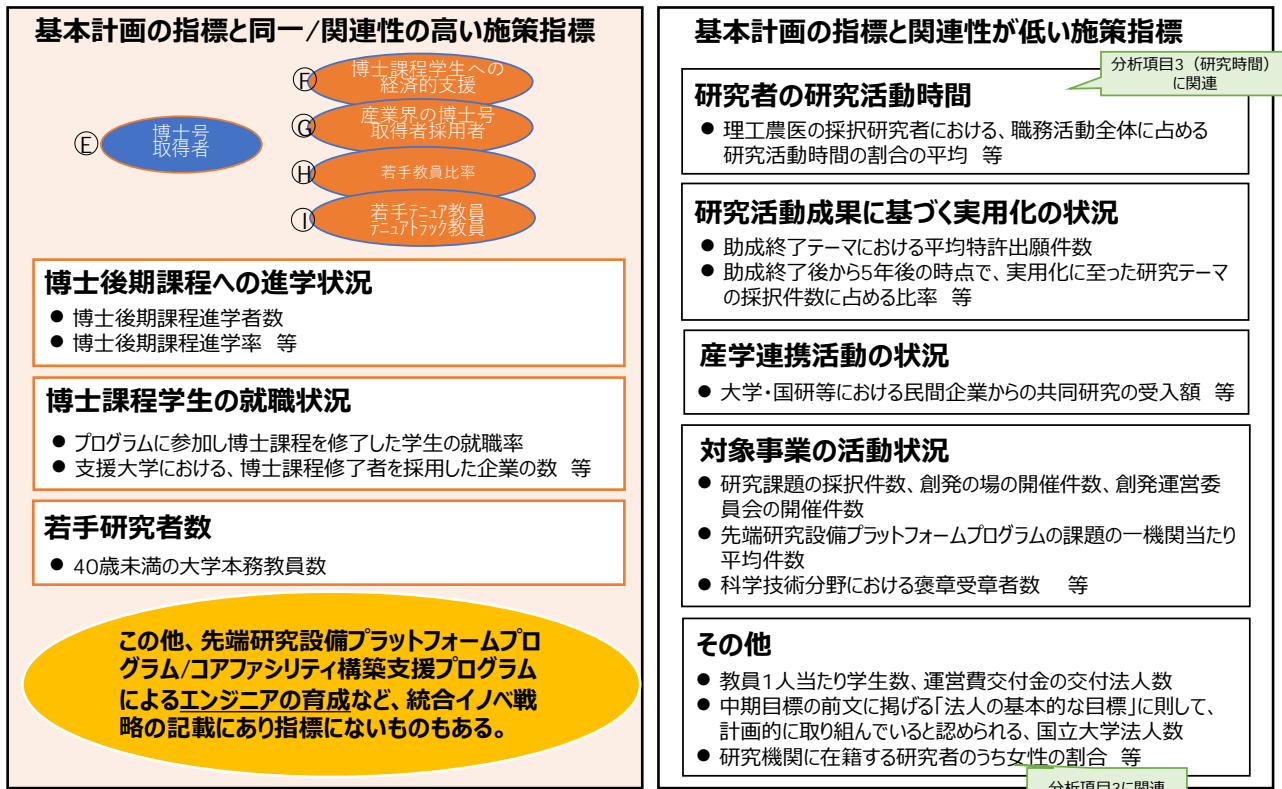 基本計画の指標と同一/関連性の高い施策指標
Ⓔ
博士号
取得者
Ⓕ
博士課程学生への
経済的支援
Ⓖ
産業界の博士号
取得者採用者
Ⓗ
若手教員比率
Ⓘ
若手テニュア教員
テニュアトラック教員
博士後期課程への進学状況
● 博士後期課程進学者数
● 博士後期課程進学率 等
博士課程学生の就職状況
● プログラムに参加し博士課程を修了した学生の就職率
● 支援大学における、博士課程修了者を採用した企業の数 等
若手研究者数
● 40歳未満の大学本務教員数
この他、先端研究設備プラットフォームプロ
グラム/コアファシリティ構築支援プログラム
によるエンジニアの育成など、統合イノベ戦
略の記載にあり指標にないものもある。
基本計画の指標と関連性が低い施策指標
分析項目3（研究時間）
に関連
研究者の研究活動時間
● 理工農医の採択研究者における、職務活動全体に占める
研究活動時間の割合の平均 等
研究活動成果に基づく実用化の状況
● 助成終了テーマにおける平均特許出願件数
● 助成終了後から5年後の時点で、実用化に至った研究テーマ
の採択件数に占める比率 等
産学連携活動の状況
● 大学・国研等における民間企業からの共同研究の受入額 等
対象事業の活動状況
● 研究課題の採択件数、創発の場の開催件数、創発運営委
員会の開催件数
● 先端研究設備プラットフォームプログラムの課題の一機関当たり
平均件数
● 科学技術分野における褒章受章者数 等
その他
● 教員1人当たり学生数、運営費交付金の交付法人数
● 中期目標の前文に掲げる「法人の基本的な目標」に則して、
計画的に取り組んでいると認められる、国立大学法人数
● 研究機関に在籍する研究者のうち女性の割合 等